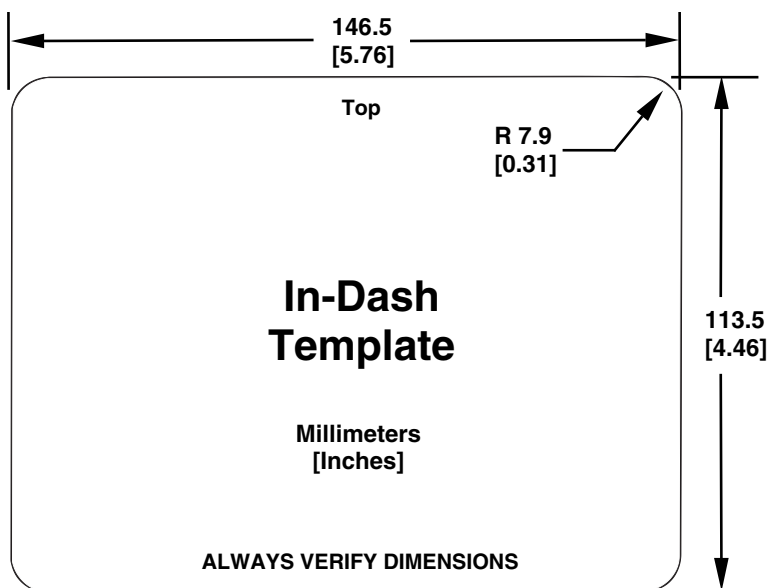 146.5
[5.76]
Top
R 7.9
[0.31]
In-Dash
Template
113.5
[4.46]
Millimeters
[Inches]
ALWAYS VERIFY DIMENSIONS